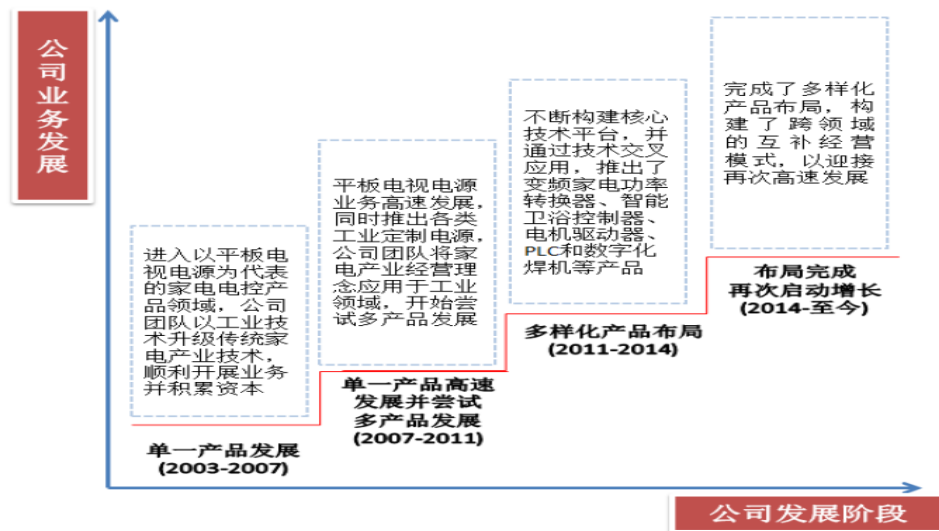 公司业务发展
进入以平板电
视电源为代表
的家电电控产
品领域，公司
团队以工业技
术升级传统家
电产业技术，
顺利开展业务
并积累资本
单一产品发展
(2003-2007)
平板电视电源
业务高速发展，
同时推出各类
工业定制电源，
公司团队将家
电产业经营理
念应用于工业
领域，开始尝
试多产品发展
单一产品高速
发展并尝试
多产品发展
(2007-2011)
不断构建核心
技术平台，并
通过技术交叉
应用，推出了
变频家电功率
转换器、智能
卫浴控制器、
电机驱动器、
PLC和数字化
焊机等产品
多样化产品布局
(2011-2014)
完成了多样化
产品布局，构
建了跨领域
的互补经营
模式，以迎接
再次高速发展
布局完成
再次启动增长
(2014-至今)
公司发展阶段